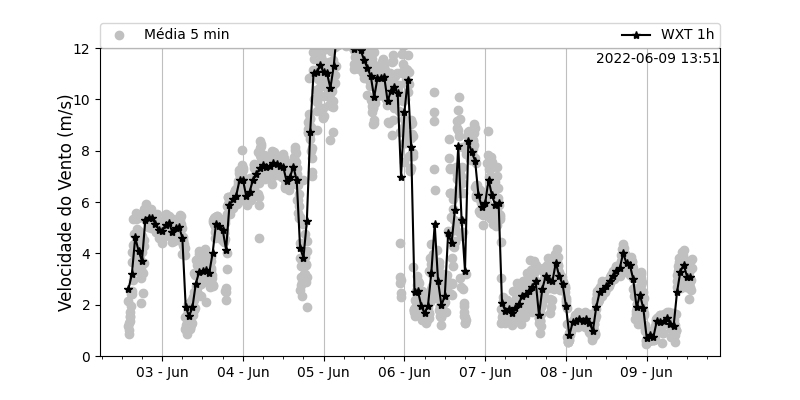 Média 5 min
WXT 1h
2022-06-09 13:51
Velocidade do Vento (m/s)
12
10
8
6
4
2
0
03 - Jun
04 - Jun
05 - Jun
06 - Jun
07 - Jun
08 - Jun
09 - Jun